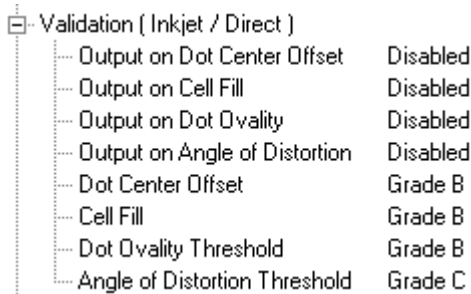 Validation ( Inkjet / Direct )
Output on Dot Center Offset Disabled
Output on Cell Fill Disabled
Output on Dot Ovality Disabled
Output on Angle of Distortion Disabled
Dot Center Offset Grade B
Cell Fill Grade B
Dot Ovality Threshold Grade B
Angle of Distortion Threshold Grade C